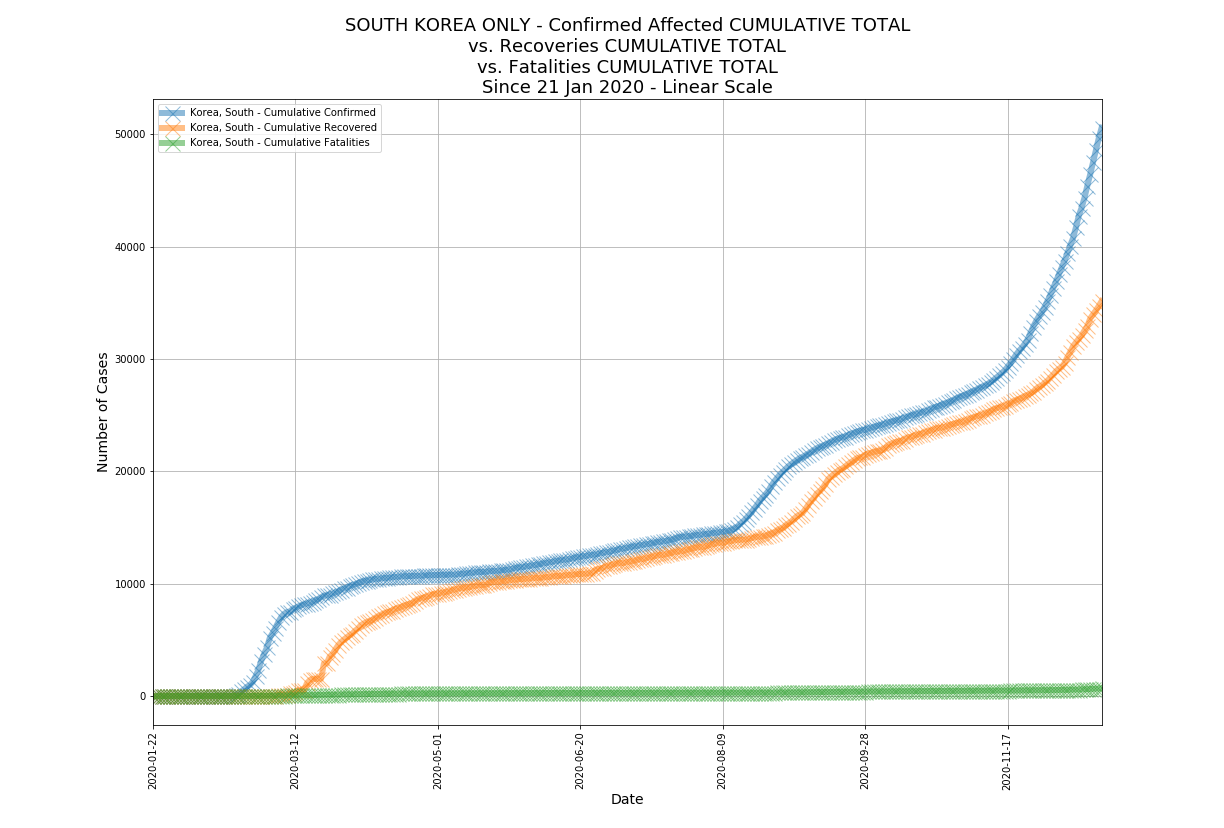 SOUTH KOREA ONLY - Confirmed Affected CUMULATIVE TOTAL
vs. Recoveries CUMULATIVE TOTAL
vs. Fatalities CUMULATIVE TOTAL
Since 21 Jan 2020 - Linear Scale
Korea, South - Cumulative Confirmed
Korea, South - Cumulative Recovered
Korea, South - Cumulative Fatalities
Number of Cases
50000
40000
30000
20000
10000
0
2020-01-22
2020-03-12
2020-05-01
2020-06-20
2020-08-09
2020-09-28
2020-11-17
Date